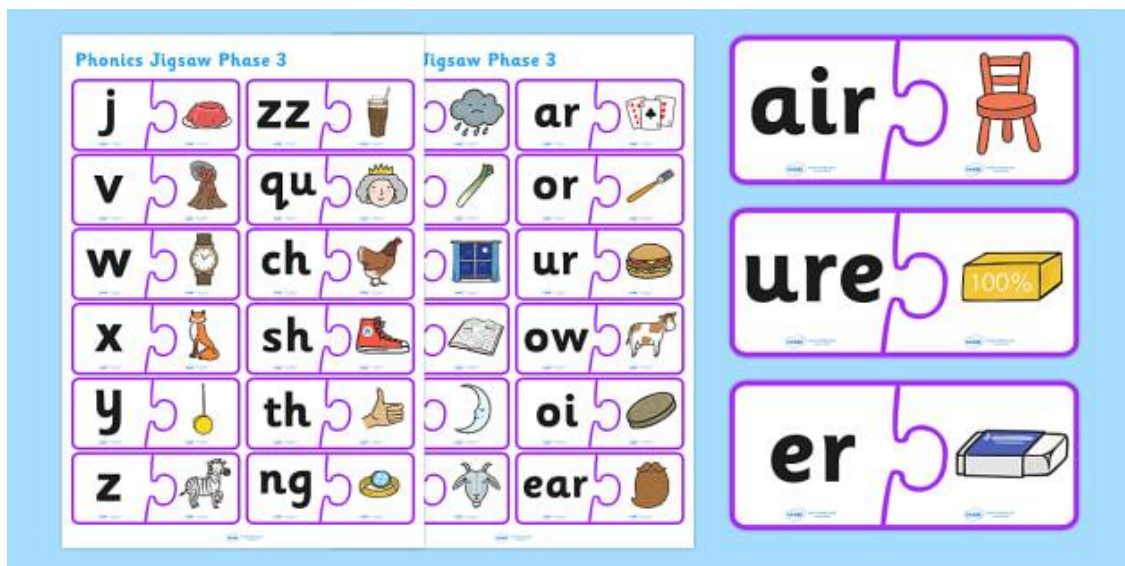 Phonics Jigsaw Phase 3
j
zz
v
qu
w
ch
x
sh
y
th
z
ng
Jigsaw Phase 3
ar
or
ur
ow
oi
ear
air
ure
100%
er